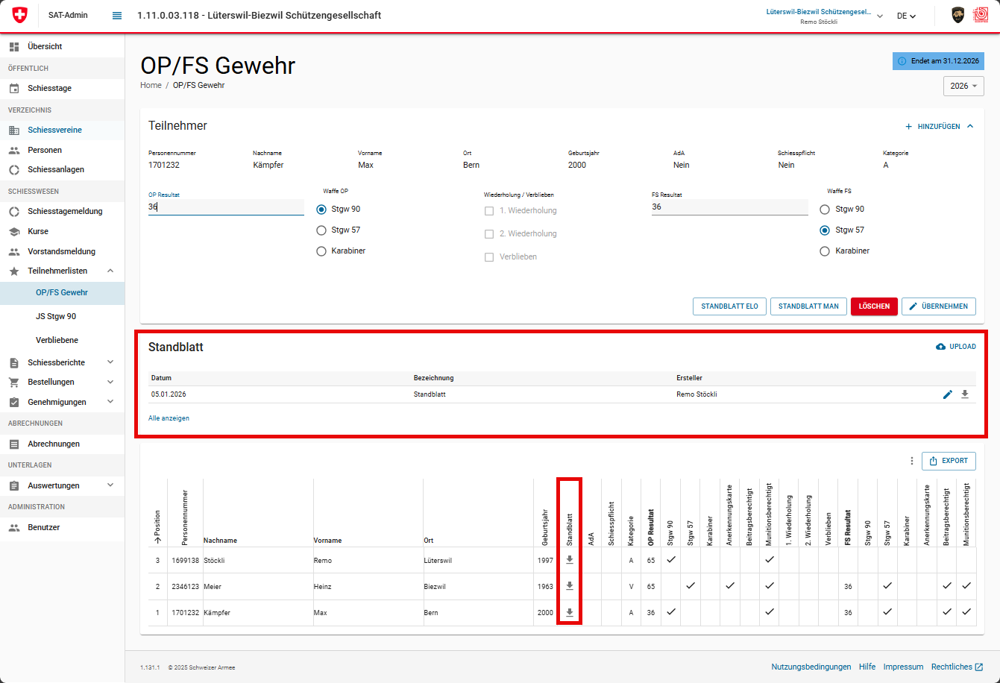 SAT-Admin
1.11.0.03.118 - Lüterswil-Biezwil Schützengesellschaft
Lüterswil-Biezwil Schützengesel...
Remo Stöckli
DE
Übersicht
ÖFFENTLICH
Schiesstage
VERZEICHNIS
Schiessvereine
Personen
Schiessanlagen
SCHIESSWESEN
Schiesstagemeldung
Kurse
Vorstandsmeldung
Teilnehmerlisten
OP/FS Gewehr
JS Stgw 90
Verbliebene
Schiessberichte
Bestellungen
Genehmigungen
ABRECHNUNGEN
Abrechnungen
UNTERLAGEN
Auswertungen
ADMINISTRATION
Benutzer
OP/FS Gewehr
Home / OP/FS Gewehr
Endet am 31.12.2026
2026
Teilnehmer
HINZUFÜGEN
Personennummer Nachname Vorname Ort Geburtsjahr AdA Schiesspflicht Kategorie
1701232 Kämpfer Max Bern 2000 Nein Nein A
OP Resultat
36
Waffe OP
Stgw 90
Stgw 57
Karabiner
Wiederholung / Verblieben
1. Wiederholung
2. Wiederholung
Verblieben
FS Resultat
36
Waffe FS
Stgw 90
Stgw 57
Karabiner
STANDBLATT ELO
STANDBLATT MAN
LÖSCHEN
ÜBERNEHMEN
Standblatt
UPLOAD
Datum Bezeichnung Ersteller
05.01.2026 Standblatt Remo Stöckli
Alle anzeigen
EXPORT
Position
Personennummer
Nachname
Vorname
Ort
Geburtsjahr
Standblatt
AdA
Schiesspflicht
Kategorie
OP Resultat
Stgw 90
Stgw 57
Karabiner
Anerkennungskarte
Beitragsberechtigt
Munitionsberechtigt
1. Wiederholung
2. Wiederholung
Verblieben
FS Resultat
Stgw 90
Stgw 57
Karabiner
Anerkennungskarte
Beitragsberechtigt
Munitionsberechtigt
3 1699138 Stöckli Remo Lüterswil 1997 A 65
2 2346123 Meier Heinz Biezwil 1963 V 65 36
1 1701232 Kämpfer Max Bern 2000 A 36 36
1.131.1 © 2025 Schweizer Armee
Nutzungsbedingungen Hilfe Impressum Rechtliches